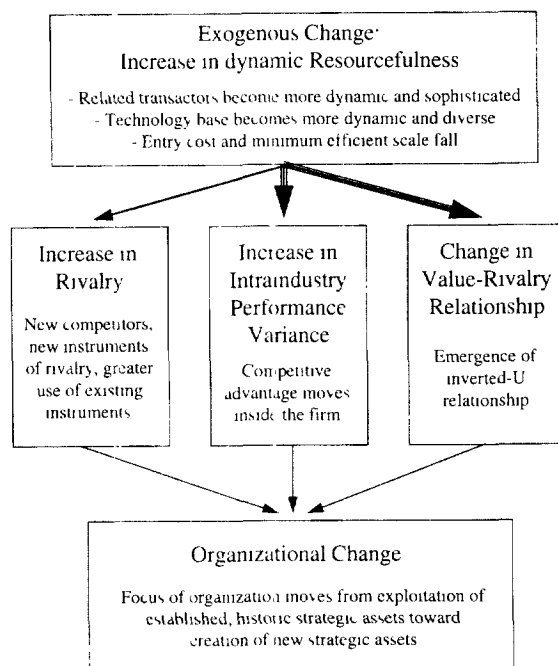 Exogenous Change:
Increase in dynamic Resourcefulness
- Related transactors become more dynamic and sophisticated
- Technology base becomes more dynamic and diverse
- Entry cost and minimum efficient scale fall
Increase in
Rivalry
New competitors,
new instruments
of rivalry, greater
use of existing
instruments
Increase in
Intraindustry
Performance
Variance
Competitive
advantage moves
inside the firm
Change in
Value-Rivalry
Relationship
Emergence of
inverted-U
relationship
Organizational Change
Focus of organization moves from exploitation of
established, historic strategic assets toward
creation of new strategic assets